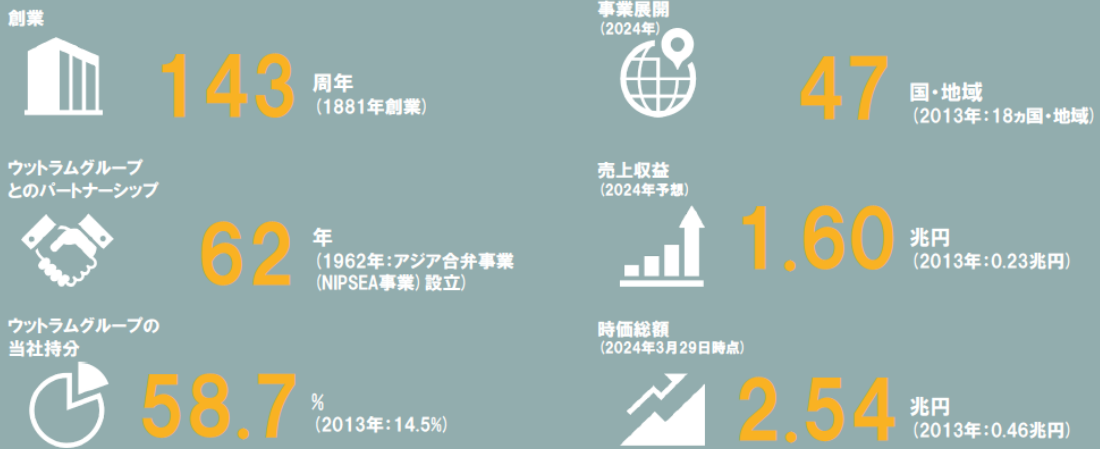 創業
143 周年
(1881年創業)
ウットラムグループ
とのパートナーシップ
62 年
(1962年:アジア合弁事業
(NIPSEA事業)設立)
ウットラムグループの
当社持分
58.7 %
(2013年:14.5%)
事業展開
(2024年)
47 国・地域
(2013年:18ヵ国・地域)
売上収益
(2024年予想)
1.60 兆円
(2013年:0.23兆円)
時価総額
(2024年3月29日時点)
2.54 兆円
(2013年:0.46兆円)